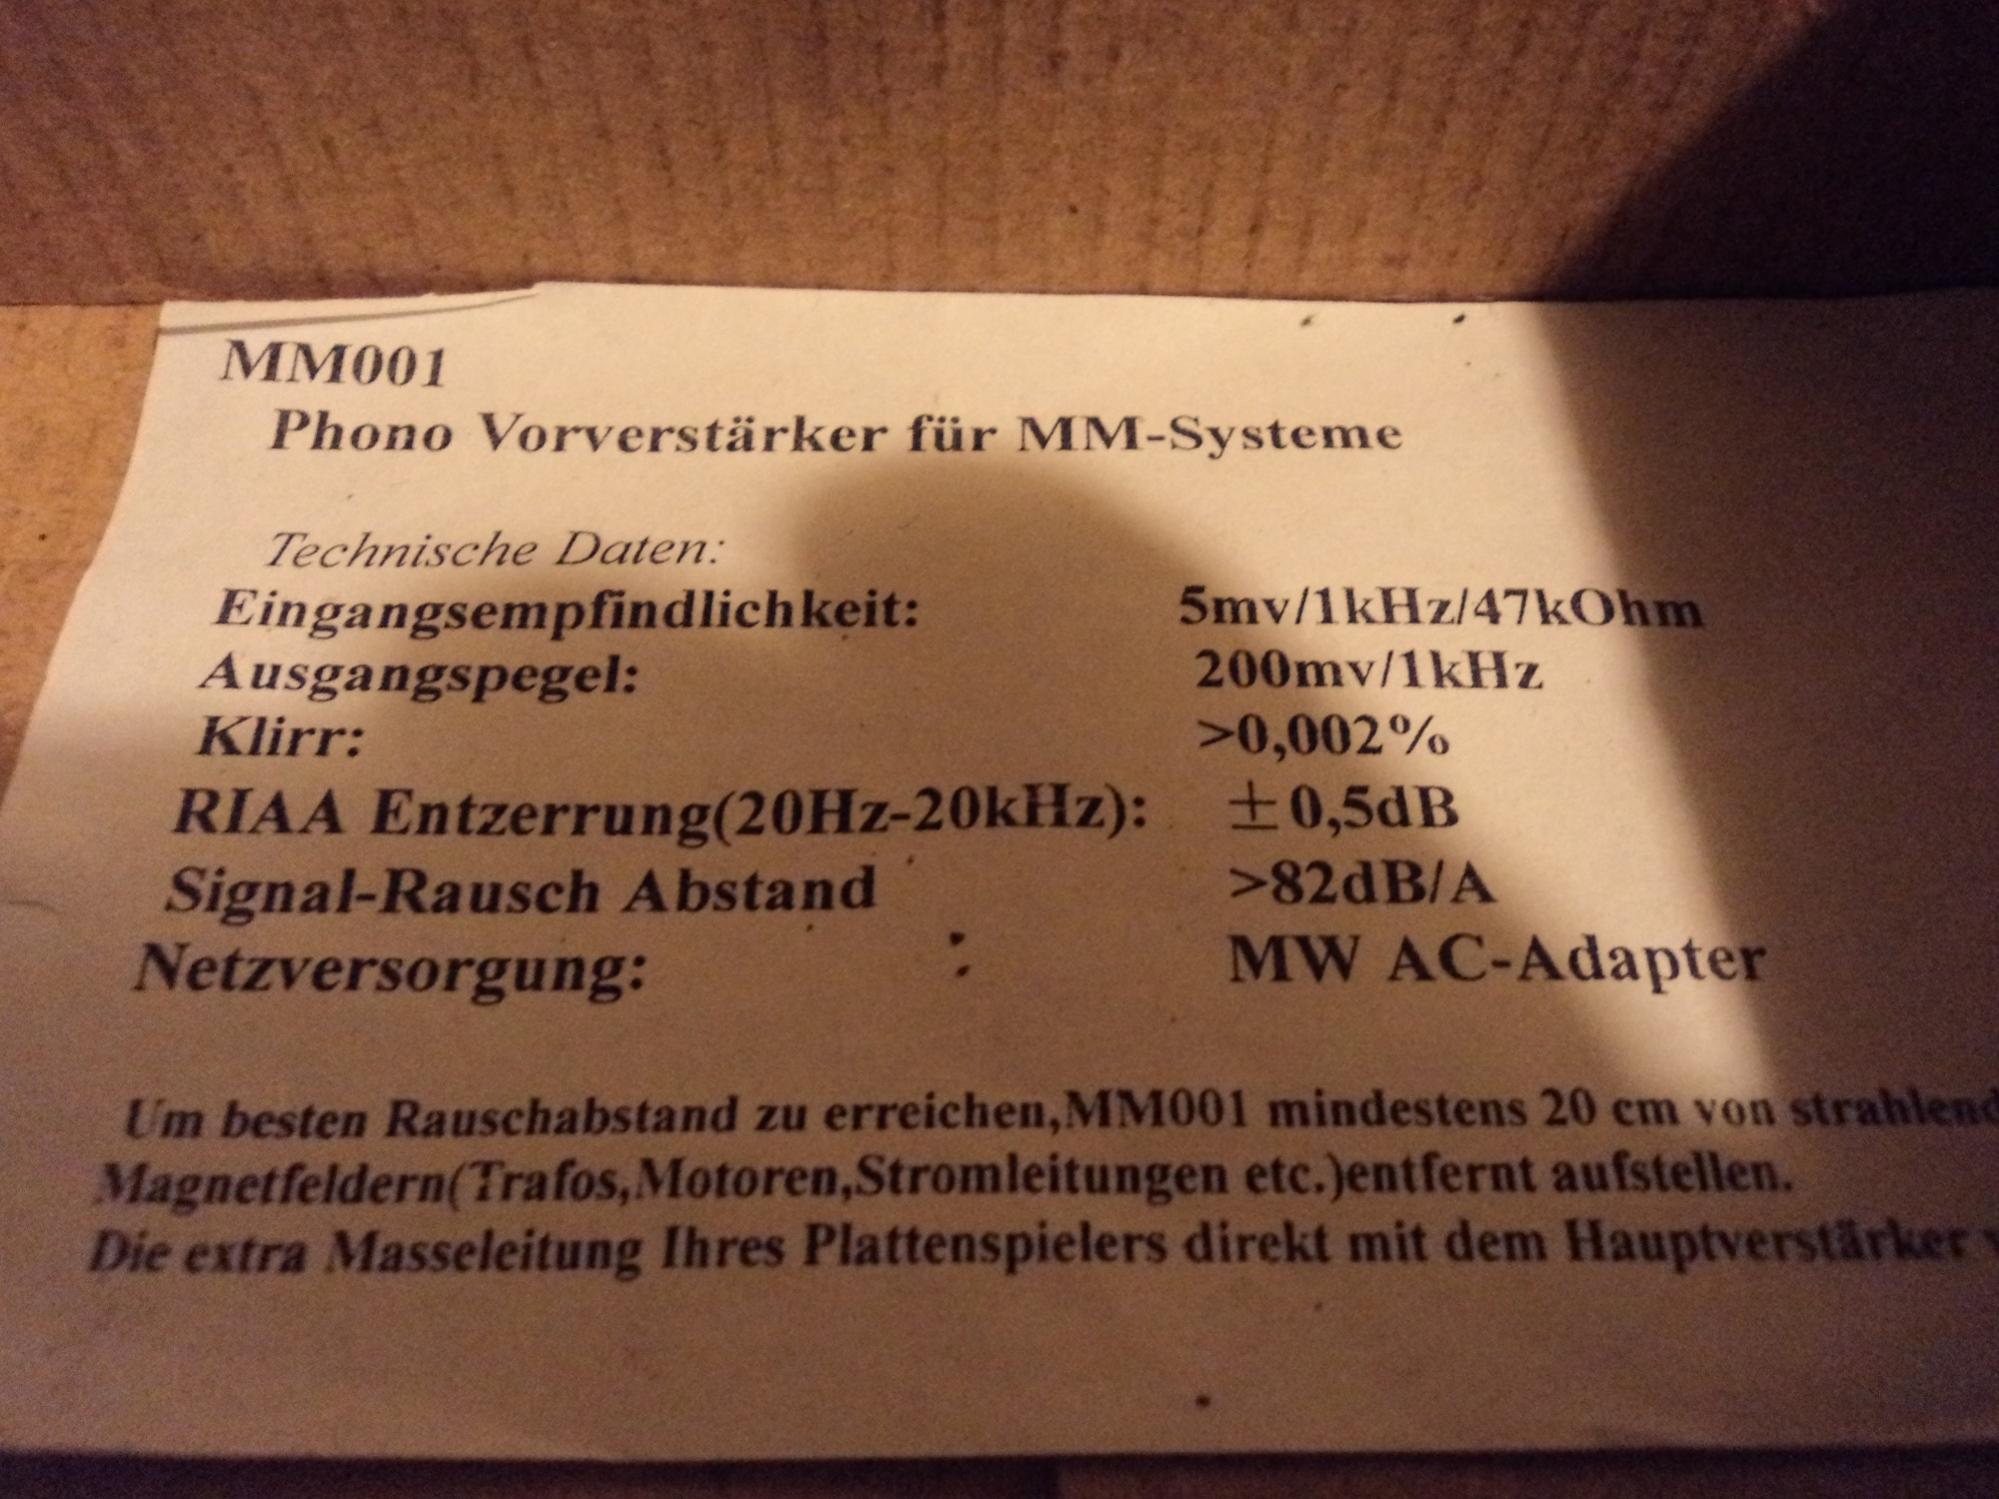 MM001
Phono Vorverstärker für MM-Systeme
Technische Daten:
Eingangsempfindlichkeit: 5mv/1kHz/47kOhm
Ausgangspegel: 200mv/1kHz
Klirr: >0,002%
RIAA Entzerrung(20Hz-20kHz): ±0,5dB
Signal-Rausch Abstand >82dB/A
Netzversorgung: MW AC-Adapter
Um besten Rauschabstand zu erreichen,MM001 mindestens 20 cm von strahlend
Magnetfeldern(Trafos,Motoren,Stromleitungen etc.)entfernt aufstellen.
Die extra Masseleitung Ihres Plattenspielers direkt mit dem Hauptverstärker